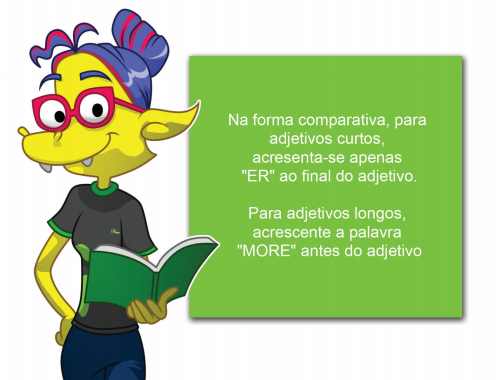 Na forma comparativa, para
adjetivos curtos,
acresenta-se apenas
"ER" ao final do adjetivo.
Para adjetivos longos,
acrescente a palavra
"MORE" antes do adjetivo